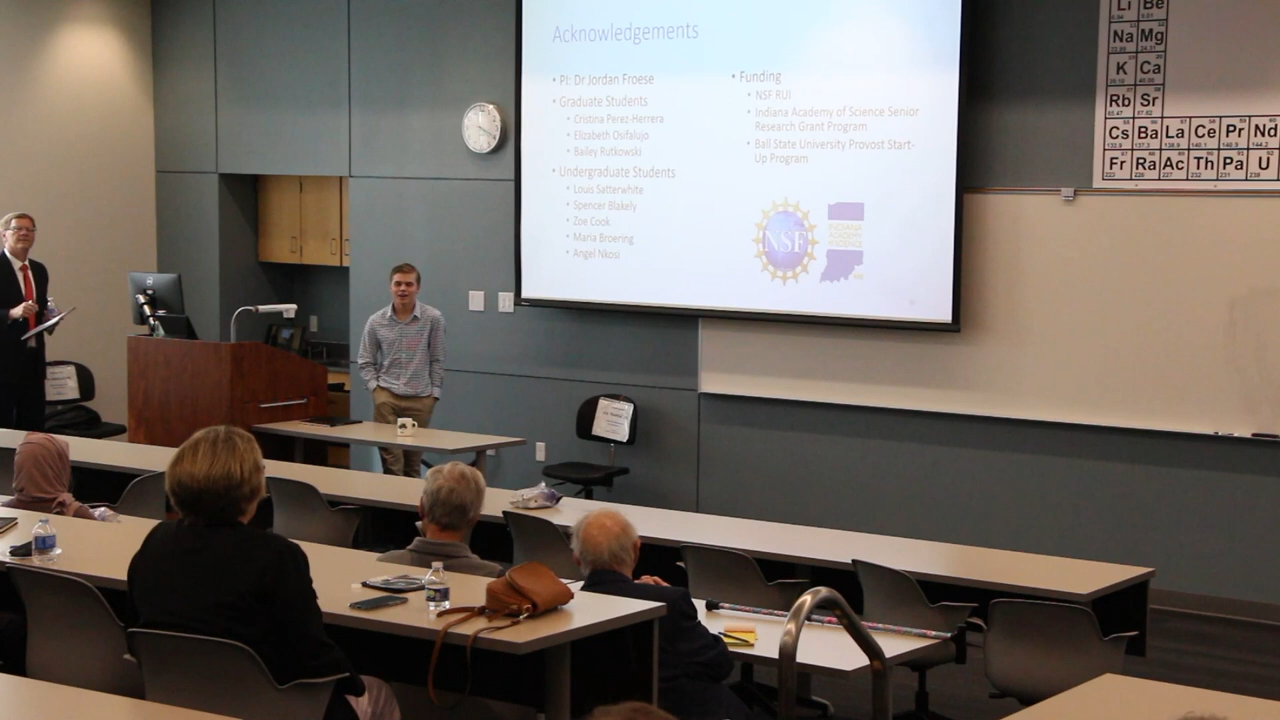 Acknowledgements
• PI: Dr Jordan Froese
• Graduate Students
• Cristina Perez-Herrera
• Elizabeth Osifalujo
• Bailey Rutkowski
• Undergraduate Students
• Louis Satterwhite
• Spencer Blakely
• Zoe Cook
• Maria Broering
• Angel Nkosi
• Funding
• NSF RUI
• Indiana Academy of Science Senior
Research Grant Program
• Ball State University Provost Start-
Up Program
NSF
INDIANA
ACADEMY
Li Be
Na Mg
K Ca
Rb Sr
Cs Ba La Ce Pr Nd
Fr Ra Ac Th Pa U